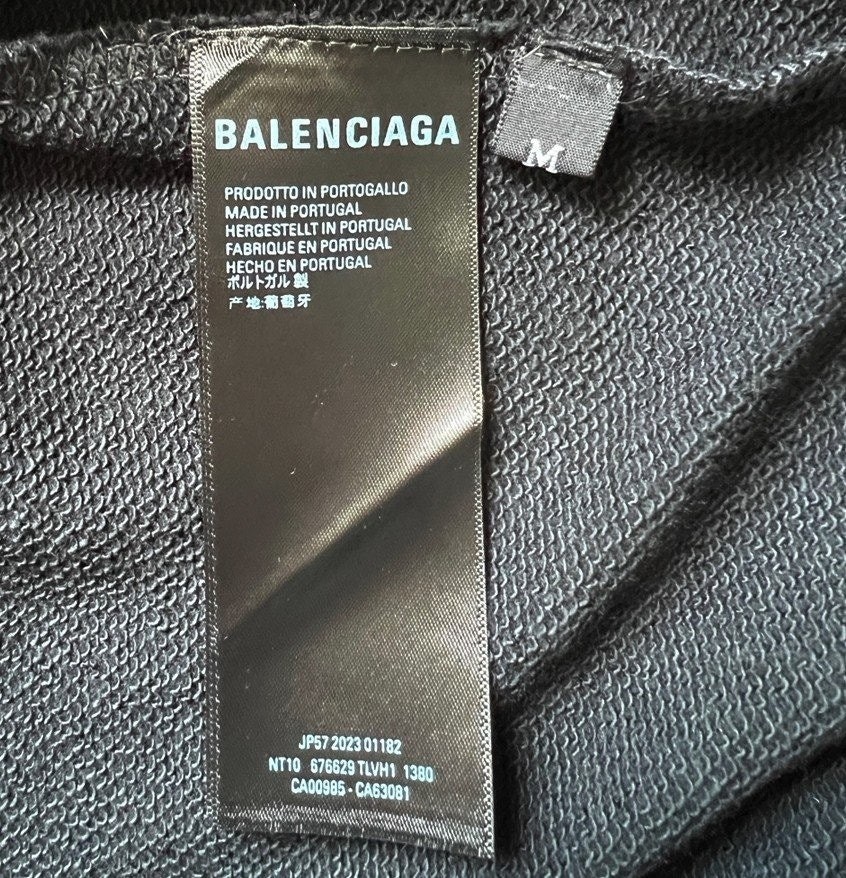 BALENCIAGA
PRODOTTO IN PORTOGALLO
MADE IN PORTUGAL
HERGESTELLT IN PORTUGAL
FABRIQUE EN PORTUGAL
HECHO EN PORTUGAL
ポルトガル製
产地:葡萄牙
M
JP57 2023 01182
NT10 676629 TLVH1 1380
CA00985 - CA63081